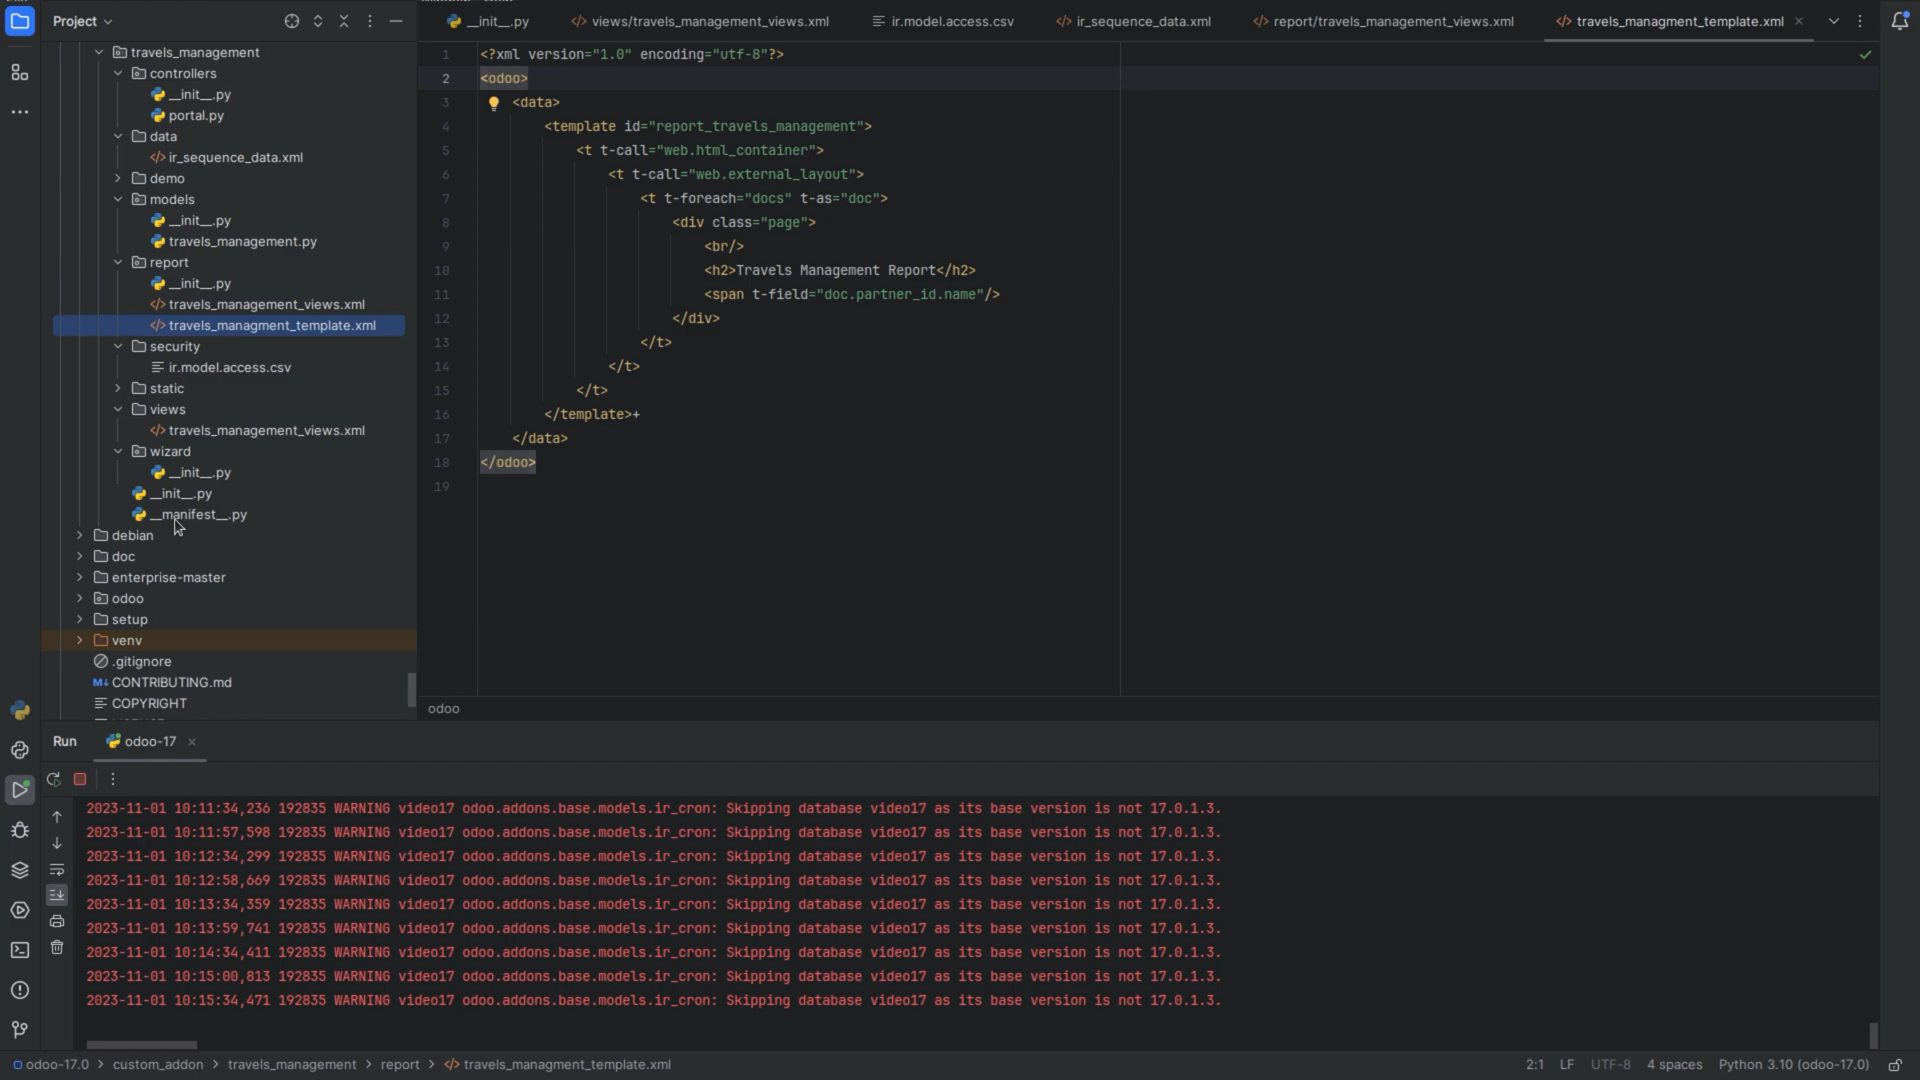 Project
travels_management
controllers
__init__.py
portal.py
data
ir_sequence_data.xml
demo
models
__init__.py
travels_management.py
report
__init__.py
travels_management_views.xml
travels_managment_template.xml
security
ir.model.access.csv
static
views
travels_management_views.xml
wizard
__init__.py
__init__.py
__manifest__.py
debian
doc
enterprise-master
odoo
setup
venv
.gitignore
M↓ CONTRIBUTING.md
COPYRIGHT
__init__.py
views/travels_management_views.xml
ir.model.access.csv
ir_sequence_data.xml
report/travels_management_views.xml
travels_managment_template.xml
1 <?xml version="1.0" encoding="utf-8"?>
2 <odoo>
3 <data>
4 <template id="report_travels_management">
5 <t t-call="web.html_container">
6 <t t-call="web.external_layout">
7 <t t-foreach="docs" t-as="doc">
8 <div class="page">
9 <br/>
10 <h2>Travels Management Report</h2>
11 <span t-field="doc.partner_id.name"/>
12 </div>
13 </t>
14 </t>
15 </t>
16 </template>+
17 </data>
18 </odoo>
19
odoo
Run
odoo-17
2023-11-01 10:11:34,236 192835 WARNING video17 odoo.addons.base.models.ir_cron: Skipping database video17 as its base version is not 17.0.1.3.
2023-11-01 10:11:57,598 192835 WARNING video17 odoo.addons.base.models.ir_cron: Skipping database video17 as its base version is not 17.0.1.3.
2023-11-01 10:12:34,299 192835 WARNING video17 odoo.addons.base.models.ir_cron: Skipping database video17 as its base version is not 17.0.1.3.
2023-11-01 10:12:58,669 192835 WARNING video17 odoo.addons.base.models.ir_cron: Skipping database video17 as its base version is not 17.0.1.3.
2023-11-01 10:13:34,359 192835 WARNING video17 odoo.addons.base.models.ir_cron: Skipping database video17 as its base version is not 17.0.1.3.
2023-11-01 10:13:59,741 192835 WARNING video17 odoo.addons.base.models.ir_cron: Skipping database video17 as its base version is not 17.0.1.3.
2023-11-01 10:14:34,411 192835 WARNING video17 odoo.addons.base.models.ir_cron: Skipping database video17 as its base version is not 17.0.1.3.
2023-11-01 10:15:00,813 192835 WARNING video17 odoo.addons.base.models.ir_cron: Skipping database video17 as its base version is not 17.0.1.3.
2023-11-01 10:15:34,471 192835 WARNING video17 odoo.addons.base.models.ir_cron: Skipping database video17 as its base version is not 17.0.1.3.
odoo-17.0 > custom_addon > travels_management > report > travels_managment_template.xml
2:1 LF UTF-8 4 spaces Python 3.10 (odoo-17.0)